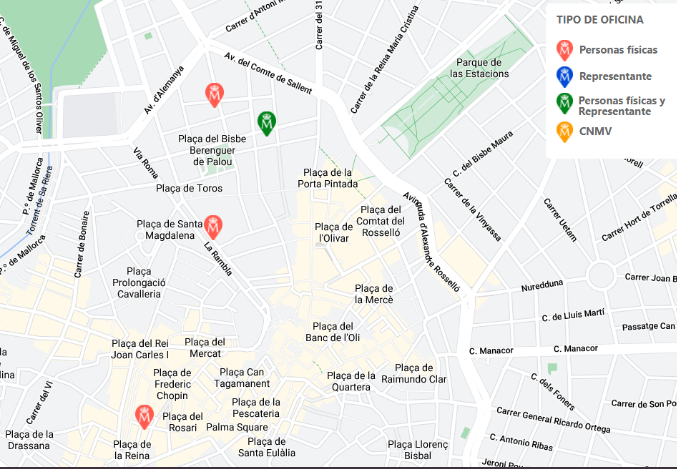 TIPO DE OFICINA
Personas físicas
Representante
Personas físicas y
Representante
CNMV
Carrer d'Antoni M
Carrer del 31
Carrer de la Reina Maria Cristina
C. de Miguel de los Santos Oliver
Av. d'Alemanya
Av. del Comte de Sallent
Parque de
las Estacions
Plaça del Bisbe
Berenguer
de Palou
Via Roma
C. del Bisbe Maura
P.º de Mallorca
Torrent de Sa Riera
Plaça de Toros
Plaça de la
Porta Pintada
Avinguda d'Alexandre Rosselló
Carrer de la Vinyassa
Carrer Uetam
Carrer Hort de Torrella
Plaça de Santa
Magdalena
La Rambla
Plaça de
l'Olivar
Plaça del
Comtat del
Rosselló
P.º de Mallorca
Carrer de Bonaire
Plaça
Prolongació
Cavalleria
Nuredduna
Carrer Joan B
Plaça de
la Mercè
C. de Lluís Martí
Passatge Can
Plaça del
Banc de l'Oli
Plaça del Rei
Joan Carles I
Plaça del
Mercat
C. Manacor
C. Manacor
Plaça de
Frederic
Chopin
Plaça Can
Tagamanent
Plaça de la
Quartera
Plaça de
Raimundo Clar
C. dels Foners
Carrer de Son Po
Carrer del Ví
Plaça de la
Pescateria
Plaça del
Rosari
Palma Square
Carrer General Ricardo Ortega
Plaça de la
Drassana
Plaça de
la Reina
Plaça de
Santa Eulàlia
Plaça Llorenç
Bisbal
C. Antonio Ribas
Jeroni Po